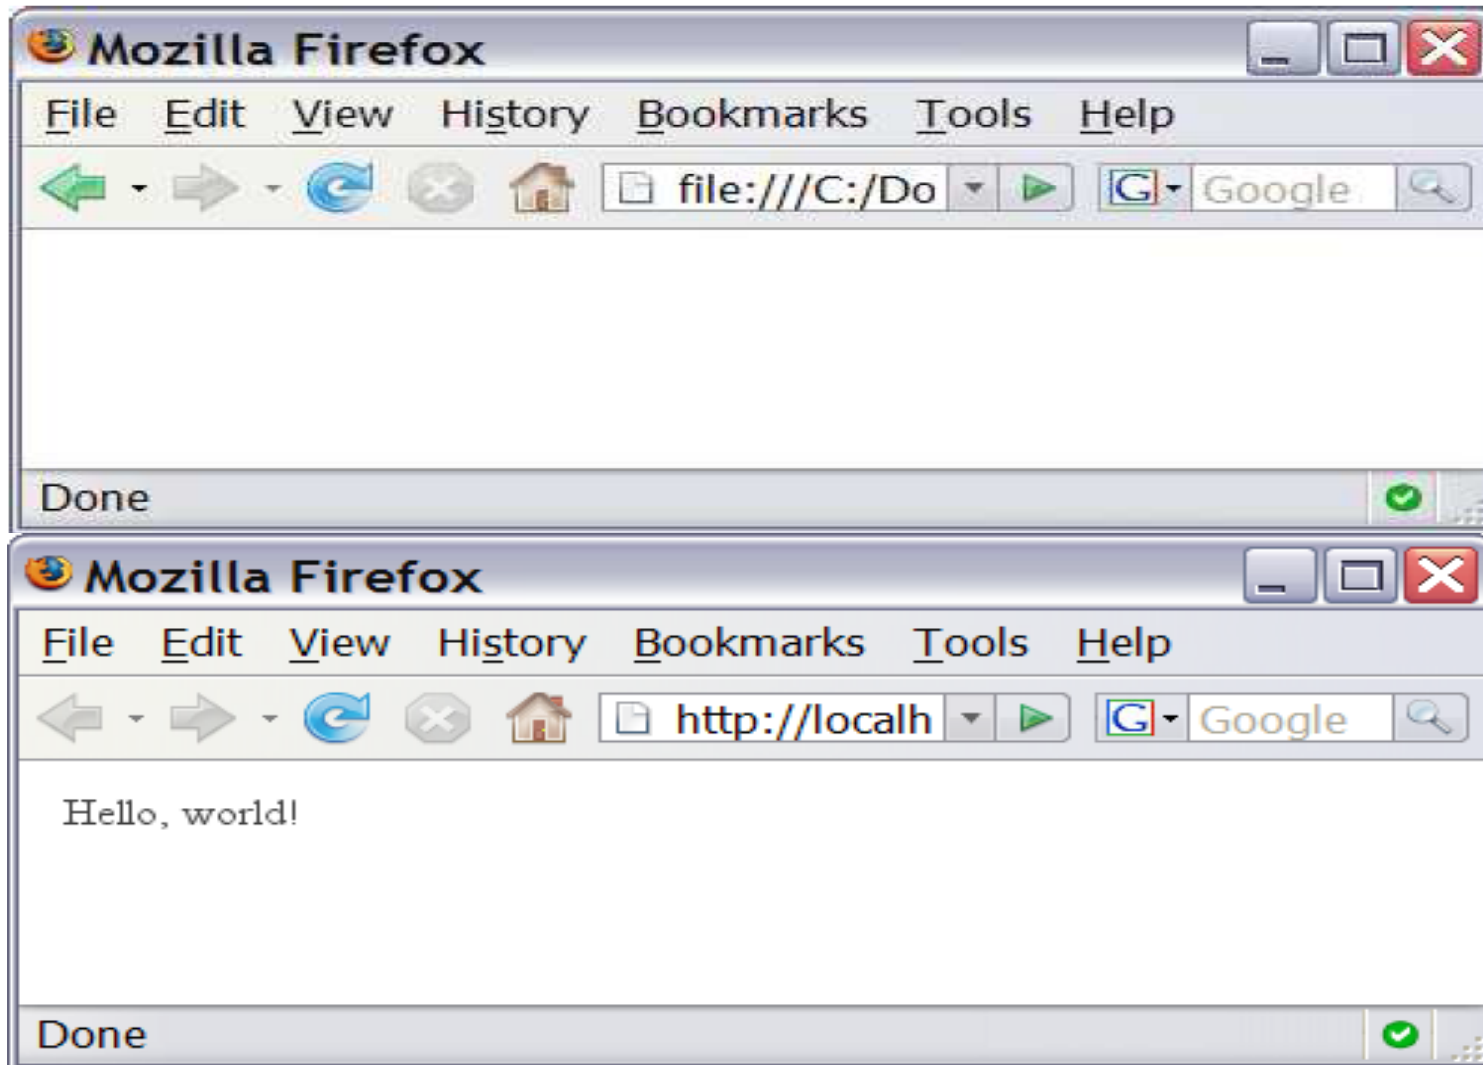 Mozilla Firefox
File Edit View History Bookmarks Tools Help
file:///C:/Do G Google
Done
Mozilla Firefox
File Edit View History Bookmarks Tools Help
http://localh G Google
Hello, world!
Done